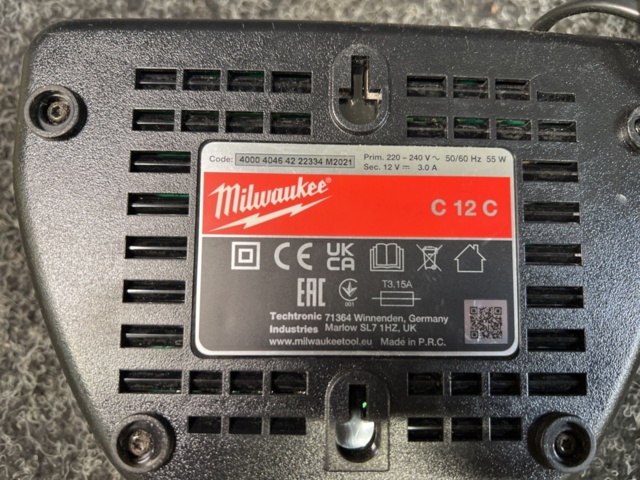 Code: 4000 4046 42 22334 M2021 Prim. 220 – 240 V ~ 50/60 Hz 55 W
Sec. 12 V ⎓ 3.0 A
Milwaukee®
C 12 C
CE UK CA
EAC 001 T3.15A
Techtronic 71364 Winnenden, Germany
Industries Marlow SL7 1HZ, UK
www.milwaukeetool.eu Made in P.R.C.